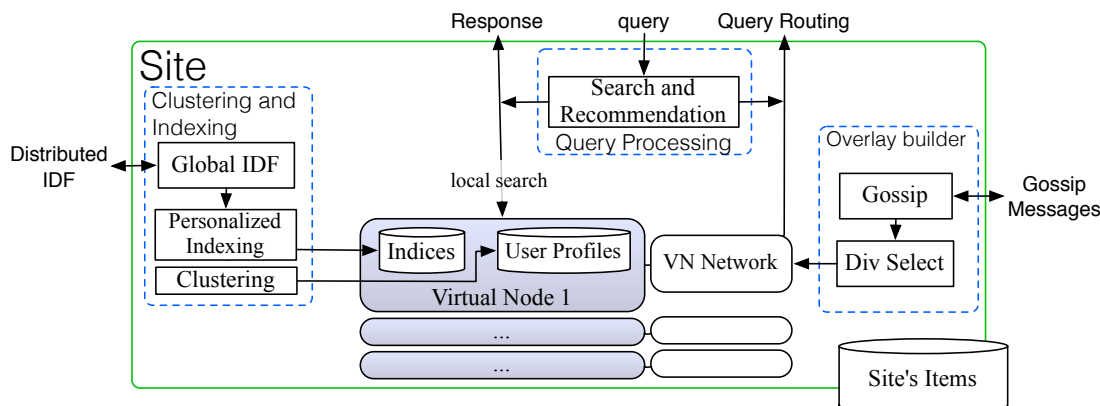 Response
query
Query Routing
Site
Clustering and
Indexing
Search and
Recommendation
Query Processing
Overlay builder
Distributed
IDF
Global IDF
local search
Gossip
Gossip
Messages
Personalized
Indexing
Indices
User Profiles
VN Network
Div Select
Clustering
Virtual Node 1
...
...
Site's Items